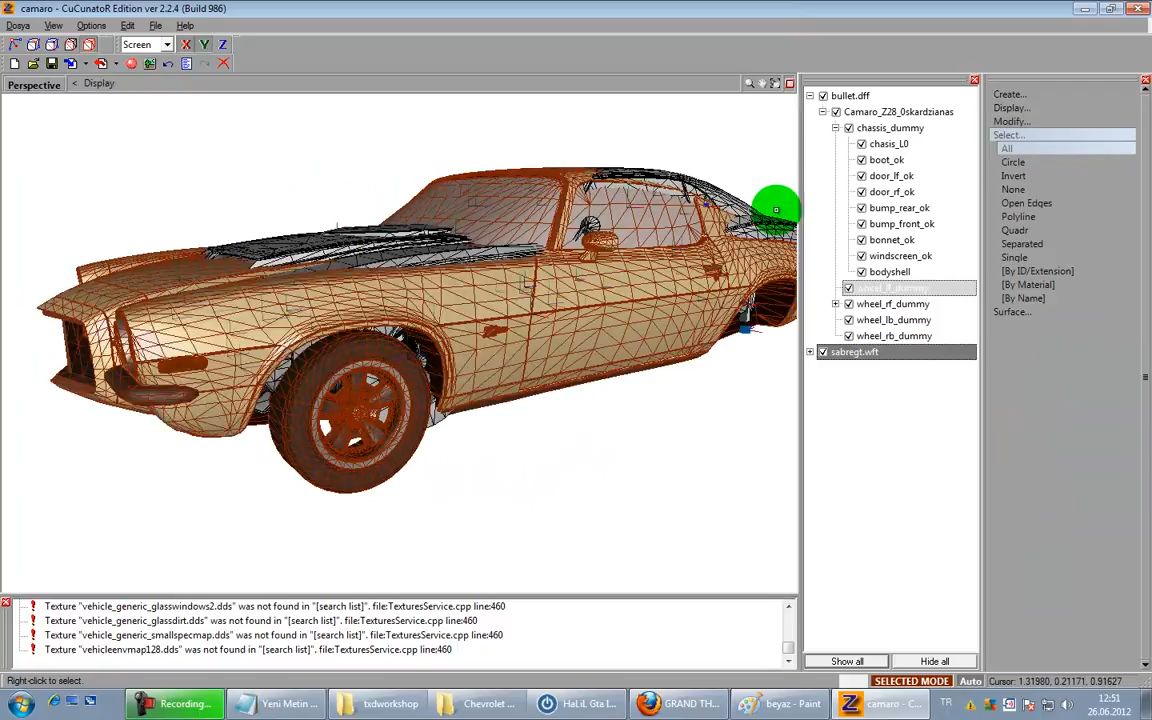 camaro - CuCunatoR Edition ver 2.2.4 (Build 986)
Dosya View Options Edit File Help
Screen X Y Z
Perspective < Display
bullet.dff
Camaro_Z28_0skardzianas
chassis_dummy
chasis_L0
boot_ok
door_lf_ok
door_rf_ok
bump_rear_ok
bump_front_ok
bonnet_ok
windscreen_ok
bodyshell
wheel_lf_dummy
wheel_rf_dummy
wheel_lb_dummy
wheel_rb_dummy
sabregt.wft
Show all Hide all
Create...
Display...
Modify...
Select...
All
Circle
Invert
None
Open Edges
Polyline
Quadr
Separated
Single
[By ID/Extension]
[By Material]
[By Name]
Surface...
Texture "vehicle_generic_glasswindows2.dds" was not found in "[search list]". file:TexturesService.cpp line:460
Texture "vehicle_generic_glassdirt.dds" was not found in "[search list]". file:TexturesService.cpp line:460
Texture "vehicle_generic_smallspecmap.dds" was not found in "[search list]". file:TexturesService.cpp line:460
Texture "vehicleenvmap128.dds" was not found in "[search list]". file:TexturesService.cpp line:460
Right-click to select. SELECTED MODE Auto Cursor: 1.31980, 0.21171, 0.91627
Recording... Yeni Metin ... txdworkshop Chevrolet ... HaLiL Gta I... GRAND TH... beyaz - Paint camaro - C... TR 12:51
26.06.2012